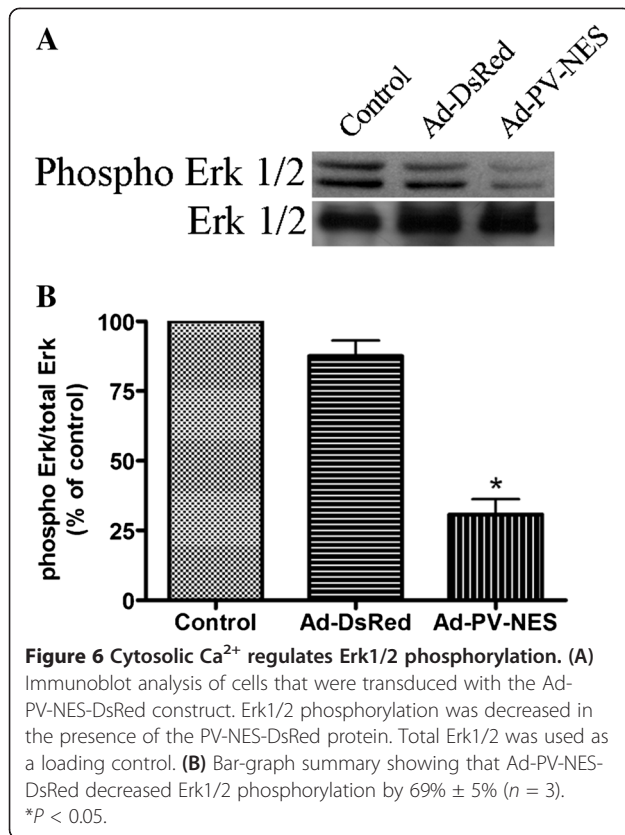 A
Control Ad-DsRed Ad-PV-NES
Phospho Erk 1/2
Erk 1/2
B
phospho Erk/total Erk
(% of control)
100
75
50
25
0
*
Control Ad-DsRed Ad-PV-NES
Figure 6 Cytosolic Ca²⁺ regulates Erk1/2 phosphorylation. (A)
Immunoblot analysis of cells that were transduced with the Ad-
PV-NES-DsRed construct. Erk1/2 phosphorylation was decreased in
the presence of the PV-NES-DsRed protein. Total Erk1/2 was used as
a loading control. (B) Bar-graph summary showing that Ad-PV-NES-
DsRed decreased Erk1/2 phosphorylation by 69% ± 5% (n = 3).
*P < 0.05.